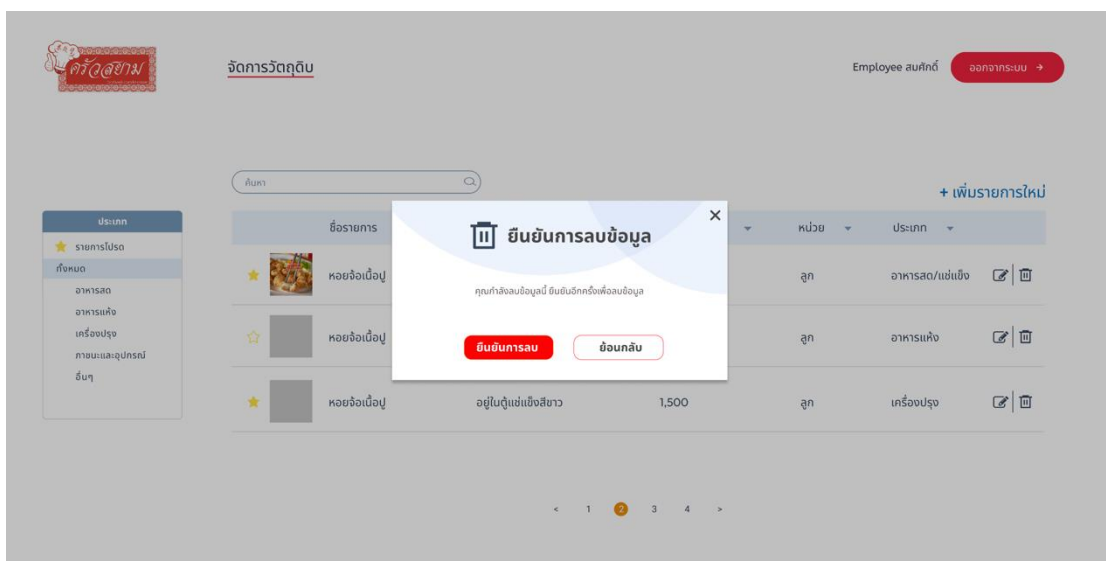 ครัวสยาม
จัดการวัตถุดิบ
Employee สมศักดิ์
ออกจากระบบ →
ค้นหา
+ เพิ่มรายการใหม่
ประเภท
รายการโปรด
ทั้งหมด
อาหารสด
อาหารแห้ง
เครื่องปรุง
ภาชนะและอุปกรณ์
อื่นๆ
ชื่อรายการ
หน่วย
ประเภท
หอยจ้อเนื้อปู
ลูก
อาหารสด/แช่แข็ง
หอยจ้อเนื้อปู
ลูก
อาหารแห้ง
หอยจ้อเนื้อปู
อยู่ในตู้แช่แข็งสีขาว
1,500
ลูก
เครื่องปรุง
ยืนยันการลบข้อมูล
คุณกำลังลบข้อมูลนี้ ยืนยันอีกครั้งเพื่อลบข้อมูล
ยืนยันการลบ
ย้อนกลับ
< 1 2 3 4 >